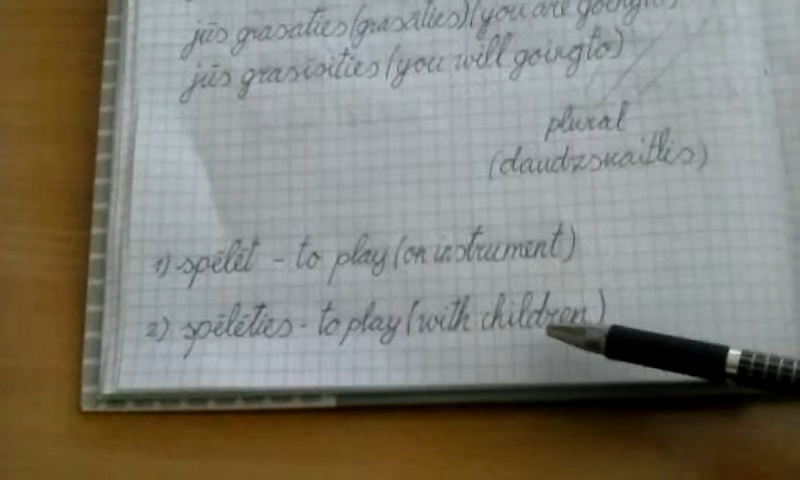 jūs grasaties (grasāties) (you are going to)
jūs grasīsities (you will going to)
plural
(daudzskaitlis)
1) spēlēt - to play (on instrument)
2) spēlēties - to play (with children)